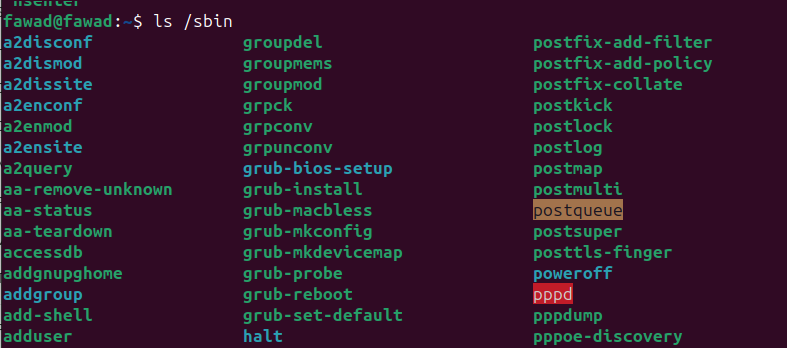 nsenter
fawad@fawad:~$ ls /sbin
a2disconf groupdel postfix-add-filter
a2dismod groupmems postfix-add-policy
a2dissite groupmod postfix-collate
a2enconf grpck postkick
a2enmod grpconv postlock
a2ensite grpunconv postlog
a2query grub-bios-setup postmap
aa-remove-unknown grub-install postmulti
aa-status grub-macbless postqueue
aa-teardown grub-mkconfig postsuper
accessdb grub-mkdevicemap posttls-finger
addgnupghome grub-probe poweroff
addgroup grub-reboot pppd
add-shell grub-set-default pppdump
adduser halt pppoe-discovery